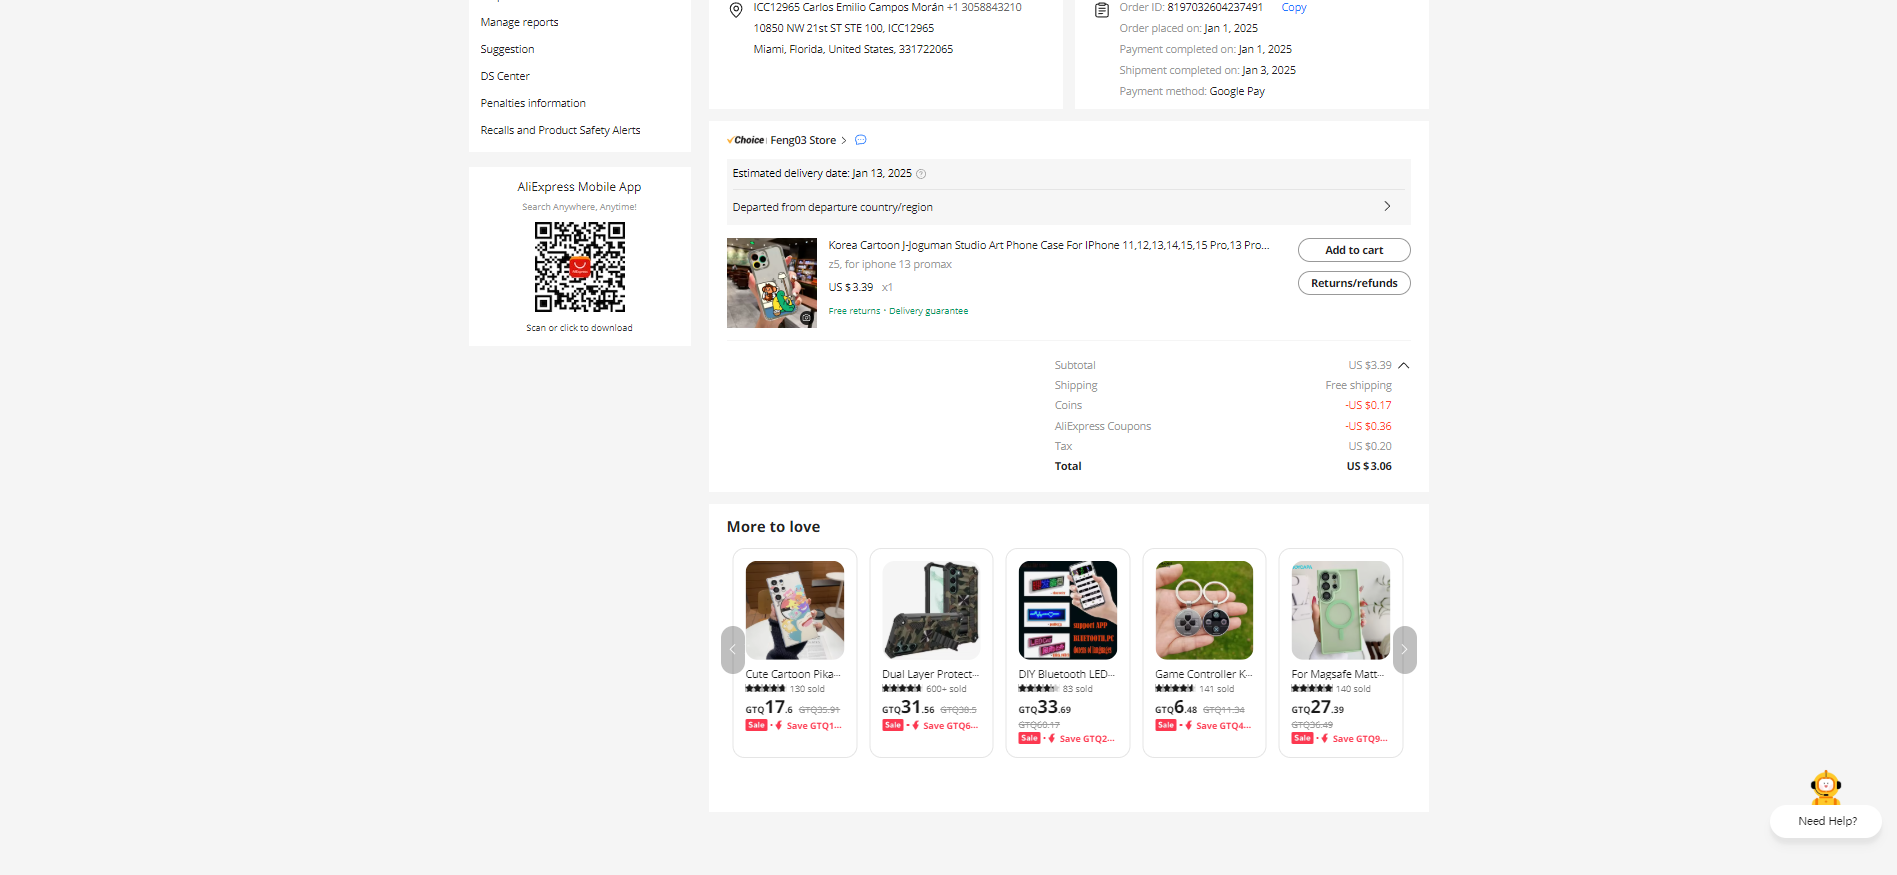 Manage reports
Suggestion
DS Center
Penalties information
Recalls and Product Safety Alerts
AliExpress Mobile App
Search Anywhere, Anytime!
Scan or click to download
ICC12965 Carlos Emilio Campos Morán +1 3058843210
10850 NW 21st ST STE 100, ICC12965
Miami, Florida, United States, 331722065
Order ID: 8197032604237491 Copy
Order placed on: Jan 1, 2025
Payment completed on: Jan 1, 2025
Shipment completed on: Jan 3, 2025
Payment method: Google Pay
Choice Feng03 Store
Estimated delivery date: Jan 13, 2025
Departed from departure country/region
Korea Cartoon J-Joguman Studio Art Phone Case For IPhone 11,12,13,14,15,15 Pro,13 Pro...
z5, for iphone 13 promax
US $3.39 x1
Free returns · Delivery guarantee
Add to cart
Returns/refunds
Subtotal US $3.39
Shipping Free shipping
Coins -US $0.17
AliExpress Coupons -US $0.36
Tax US $0.20
Total US $3.06
More to love
Cute Cartoon Pika...
130 sold
GTQ17.6 GTQ35.91
Sale · Save GTQ1...
Dual Layer Protect...
600+ sold
GTQ31.56 GTQ38.5
Sale · Save GTQ6...
support APP
BLUETOOTH,PC
DIY Bluetooth LED...
83 sold
GTQ33.69
GTQ60.17
Sale · Save GTQ2...
Game Controller K...
141 sold
GTQ6.48 GTQ11.34
Sale · Save GTQ4...
For Magsafe Matt...
140 sold
GTQ27.39
GTQ36.49
Sale · Save GTQ9...
Need Help?